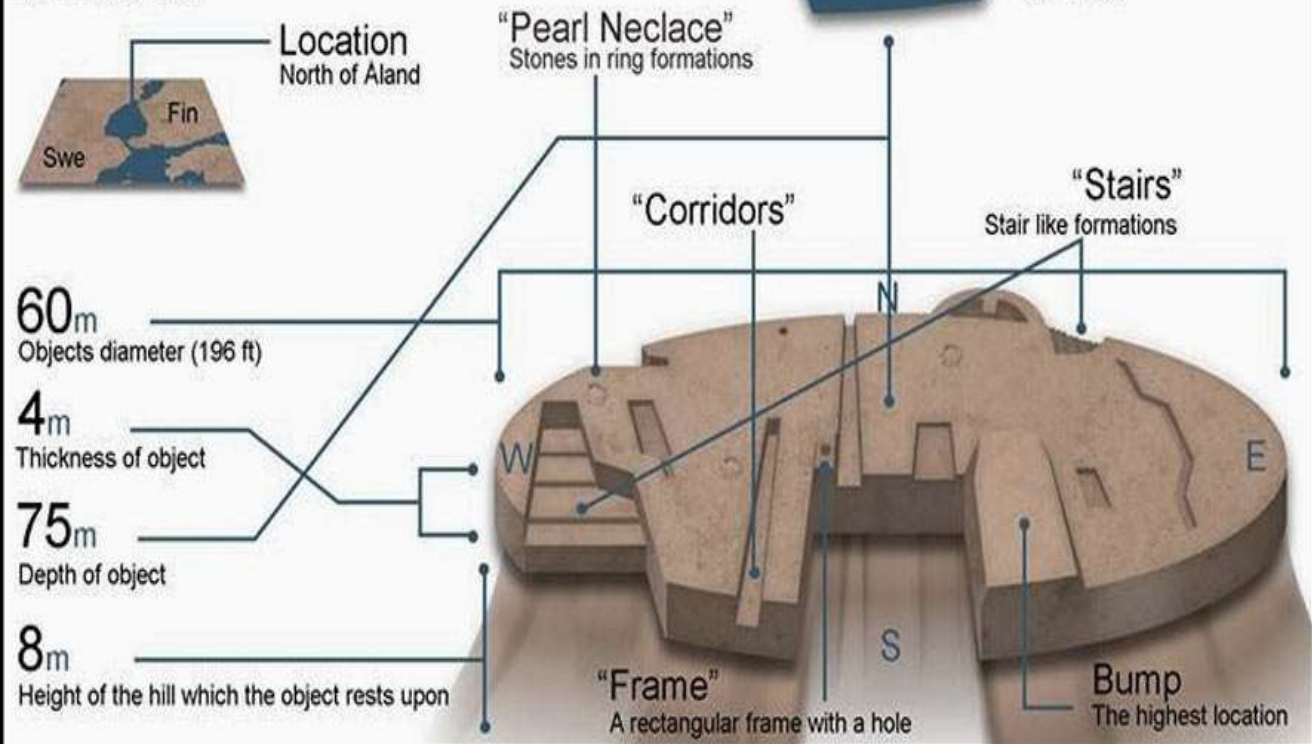 Location
North of Åland
"Pearl Neclace"
Stones in ring formations
Fin
Swe
"Corridors"
"Stairs"
Stair like formations
60m
Objects diameter (196 ft)
N
4m
Thickness of object
W
E
75m
Depth of object
8m
Height of the hill which the object rests upon
S
"Frame"
A rectangular frame with a hole
Bump
The highest location